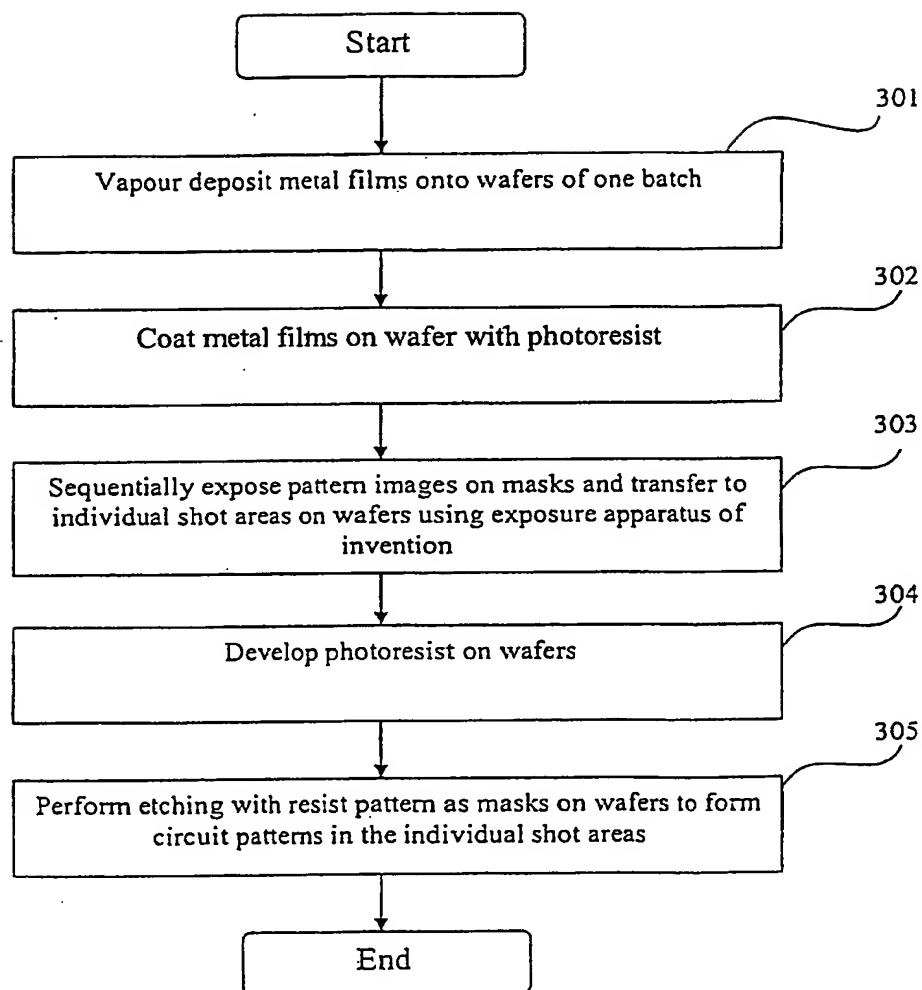 Start
301
Vapour deposit metal films onto wafers of one batch
302
Coat metal films on wafer with photoresist
303
Sequentially expose pattern images on masks and transfer to
individual shot areas on wafers using exposure apparatus of
invention
304
Develop photoresist on wafers
305
Perform etching with resist pattern as masks on wafers to form
circuit patterns in the individual shot areas
End